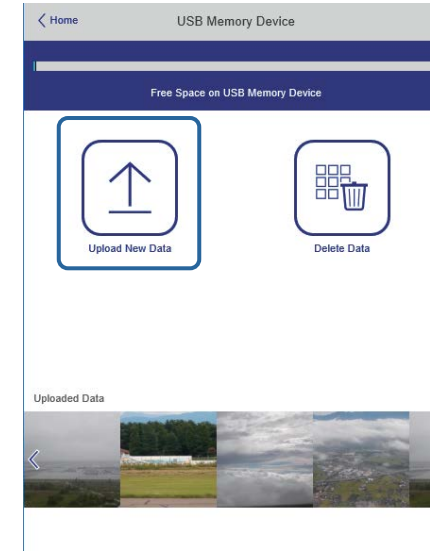 Home
USB Memory Device
Free Space on USB Memory Device
Upload New Data
Delete Data
Uploaded Data